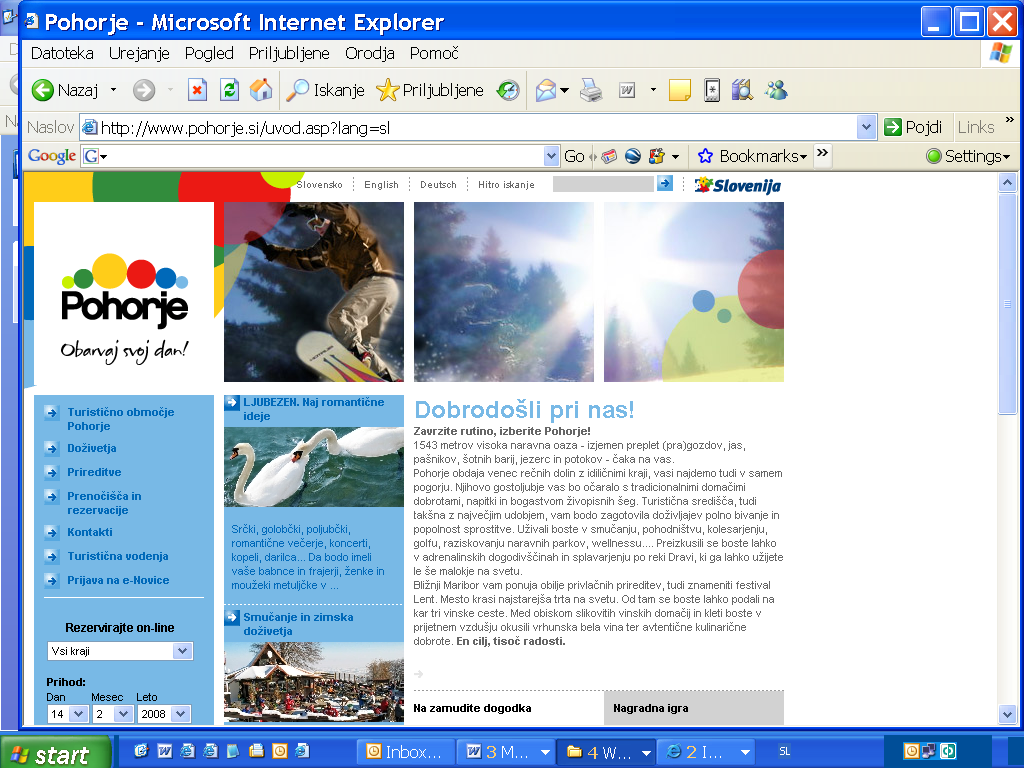 Pohorje - Microsoft Internet Explorer
Datoteka Urejanje Pogled Priljubljene Orodja Pomoč
Nazaj Iskanje Priljubljene
Naslov http://www.pohorje.si/uvod.asp?lang=sl Pojdi Links »
Google G Go Bookmarks » Settings
Slovensko English Deutsch Hitro iskanje Slovenija
Pohorje
Obarvaj svoj dan!
Turistično območje
Pohorje
Doživetja
Prireditve
Prenočišča in
rezervacije
Kontakti
Turistična vodenja
Prijava na e-Novice
Rezervirajte on-line
Vsi kraji
Prihod:
Dan Mesec Leto
14 2 2008
LJUBEZEN. Naj romantične
ideje
Srčki, golobčki, poljubčki,
romantične večerje, koncerti,
kopeli, darilca... Da bodo imeli
vaše babnce in frajerji, ženke in
moužeki metuljčke v ...
Smučanje in zimska
doživetja
Dobrodošli pri nas!
Zavrzite rutino, izberite Pohorje!
1543 metrov visoka naravna oaza - izjemen preplet (pra)gozdov, jas,
pašnikov, šotnih barij, jezerc in potokov - čaka na vas.
Pohorje obdaja venec rečnih dolin z idiličnimi kraji, vasi najdemo tudi v samem
pogorju. Njihovo gostoljubje vas bo očaralo s tradicionalnimi domačimi
dobrotami, napitki in bogastvom živopisnih šeg. Turistična središča, tudi
takšna z največjim udobjem, vam bodo zagotovila doživljajev polno bivanje in
popolnost sprostitve. Uživali boste v smučanju, pohodništvu, kolesarjenju,
golfu, raziskovanju naravnih parkov, wellnessu.... Preizkusili se boste lahko
v adrenalinskih dogodivščinah in splavarjenju po reki Dravi, ki ga lahko užijete
le še malokje na svetu.
Bližnji Maribor vam ponuja obilje privlačnih prireditev, tudi znameniti festival
Lent. Mesto krasi najstarejša trta na svetu. Od tam se boste lahko podali na
kar tri vinske ceste. Med obiskom slikovitih vinskih domačij in kleti boste v
prijetnem vzdušju okusili vrhunska bela vina ter avtentične kulinarične
dobrote. En cilj, tisoč radosti.
Na zamudite dogodka Nagradna igra
start Inbox... 3 M... 4 W... 2 I... SL